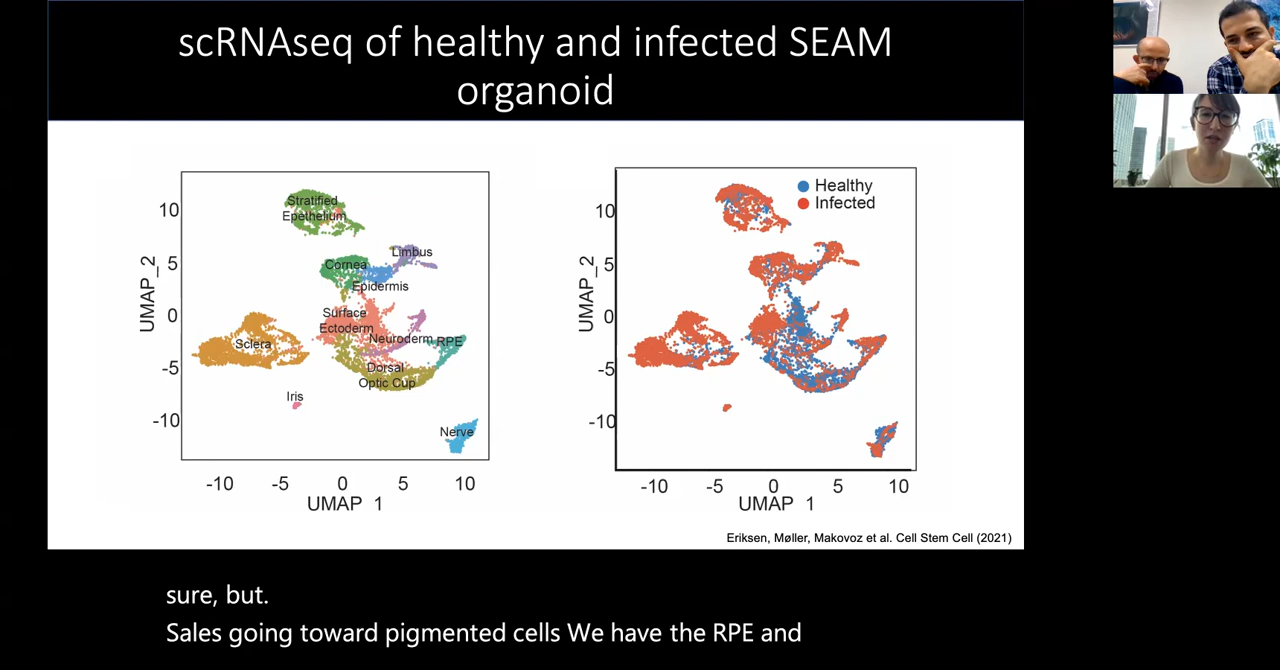 scRNAseq of healthy and infected SEAM
organoid
10
5
0
-5
-10
UMAP_2
Stratified
Epethelium
Limbus
Cornea
Epidermis
Surface
Ectoderm
Neuroderm
RPE
Sclera
Dorsal
Optic Cup
Iris
Nerve
-10 -5 0 5 10
UMAP 1
10
5
0
-5
-10
UMAP_2
Healthy
Infected
-10 -5 0 5 10
UMAP 1
Eriksen, Møller, Makovoz et al. Cell Stem Cell (2021)
sure, but.
Sales going toward pigmented cells We have the RPE and